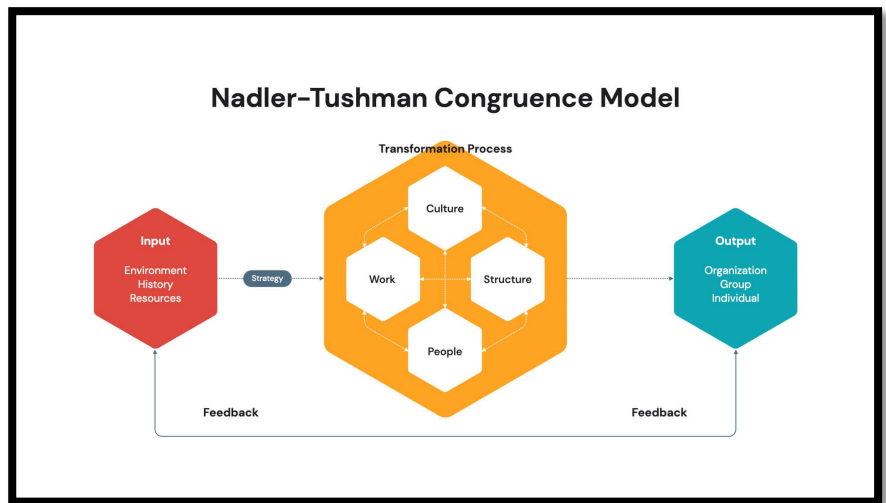 Nadler-Tushman Congruence Model
Transformation Process
Culture
Input
Environment
History
Resources
Strategy
Work
Structure
People
Output
Organization
Group
Individual
Feedback
Feedback